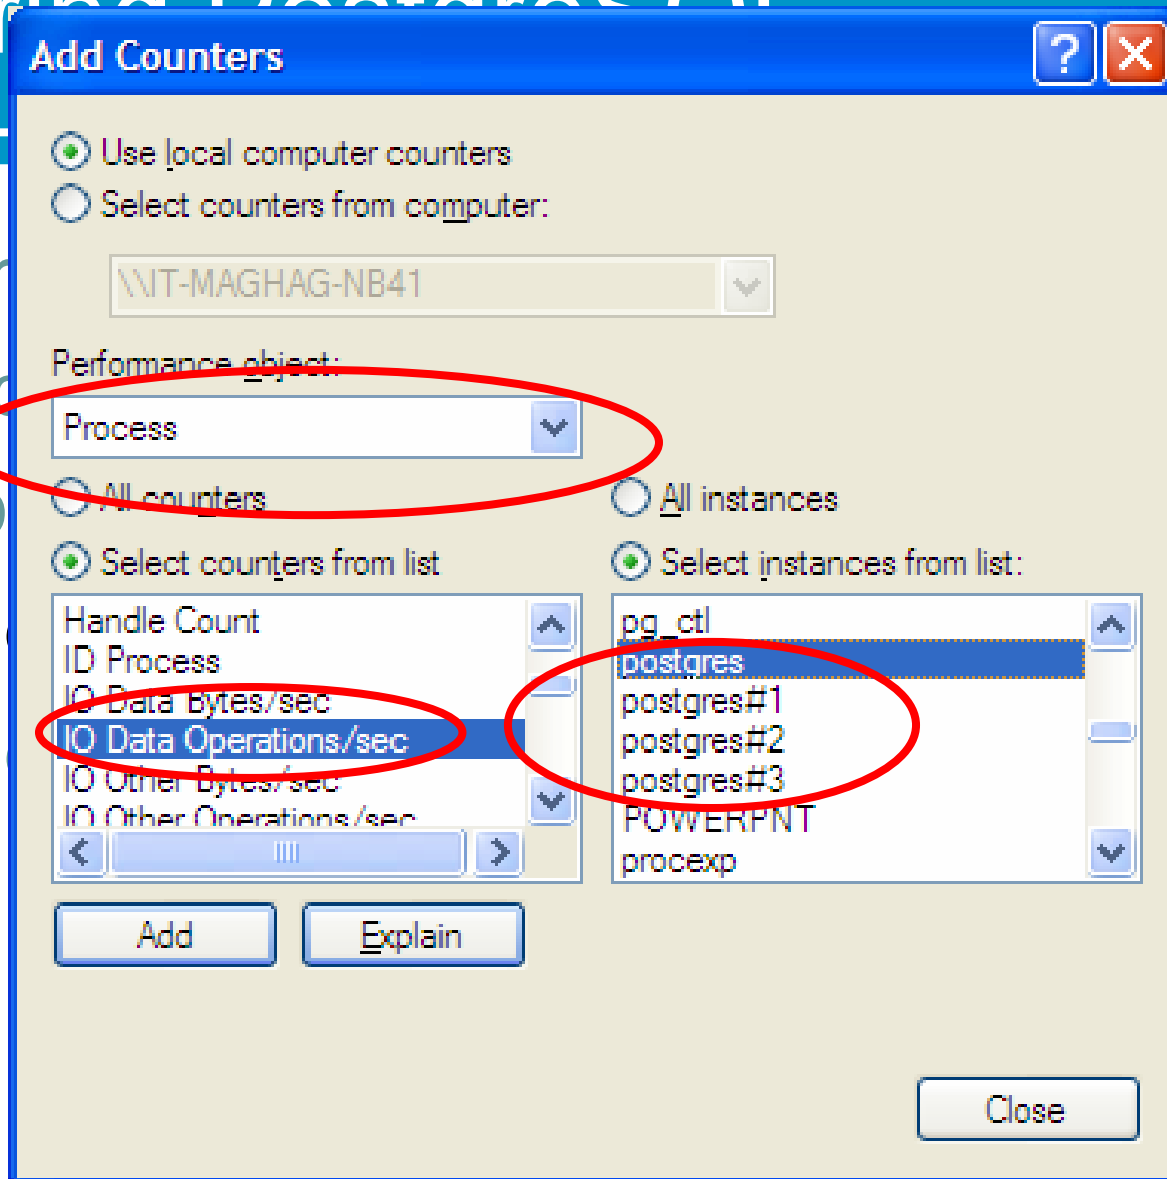 Add Counters
Use local computer counters
Select counters from computer:
\\IT-MAGHAG-NB41
Performance object:
Process
All counters
All instances
Select counters from list
Select instances from list:
Handle Count
ID Process
IO Data Bytes/sec
IO Data Operations/sec
IO Other Bytes/sec
IO Other Operations/sec
pg_ctl
postgres
postgres#1
postgres#2
postgres#3
POWERPNT
procexp
Add
Explain
Close